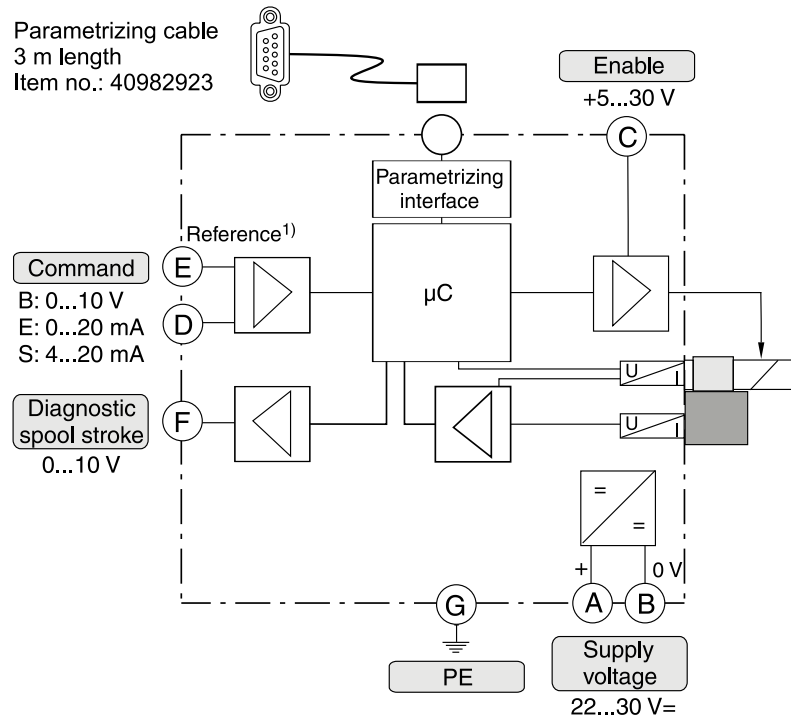 Parametrizing cable
3 m length
Item no.: 40982923
Enable
+5...30 V
C
Parametrizing
interface
Reference¹⁾
E
Command
B: 0...10 V
E: 0...20 mA
S: 4...20 mA
D
µC
U
I
Diagnostic
spool stroke
0...10 V
F
U
I
=
=
+
0 V
G
A
B
PE
Supply
voltage
22...30 V=